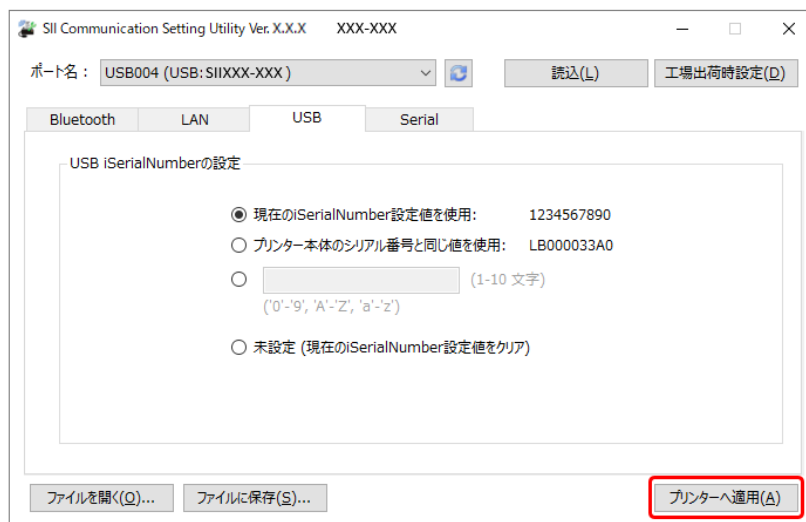 SII Communication Setting Utility Ver. X.X.X XXX-XXX
ポート名： USB004 (USB:SIIXXX-XXX ) 読込(L) 工場出荷時設定(D)
Bluetooth LAN USB Serial
USB iSerialNumberの設定
現在のiSerialNumber設定値を使用: 1234567890
プリンター本体のシリアル番号と同じ値を使用: LB000033A0
(1-10 文字)
('0'-'9', 'A'-'Z', 'a'-'z')
未設定 (現在のiSerialNumber設定値をクリア)
ファイルを開く(O)... ファイルに保存(S)... プリンターへ適用(A)